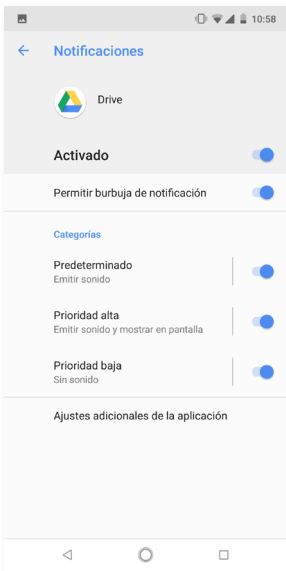 10:58
Notificaciones
Drive
Activado
Permitir burbuja de notificación
Categorías
Predeterminado
Emitir sonido
Prioridad alta
Emitir sonido y mostrar en pantalla
Prioridad baja
Sin sonido
Ajustes adicionales de la aplicación